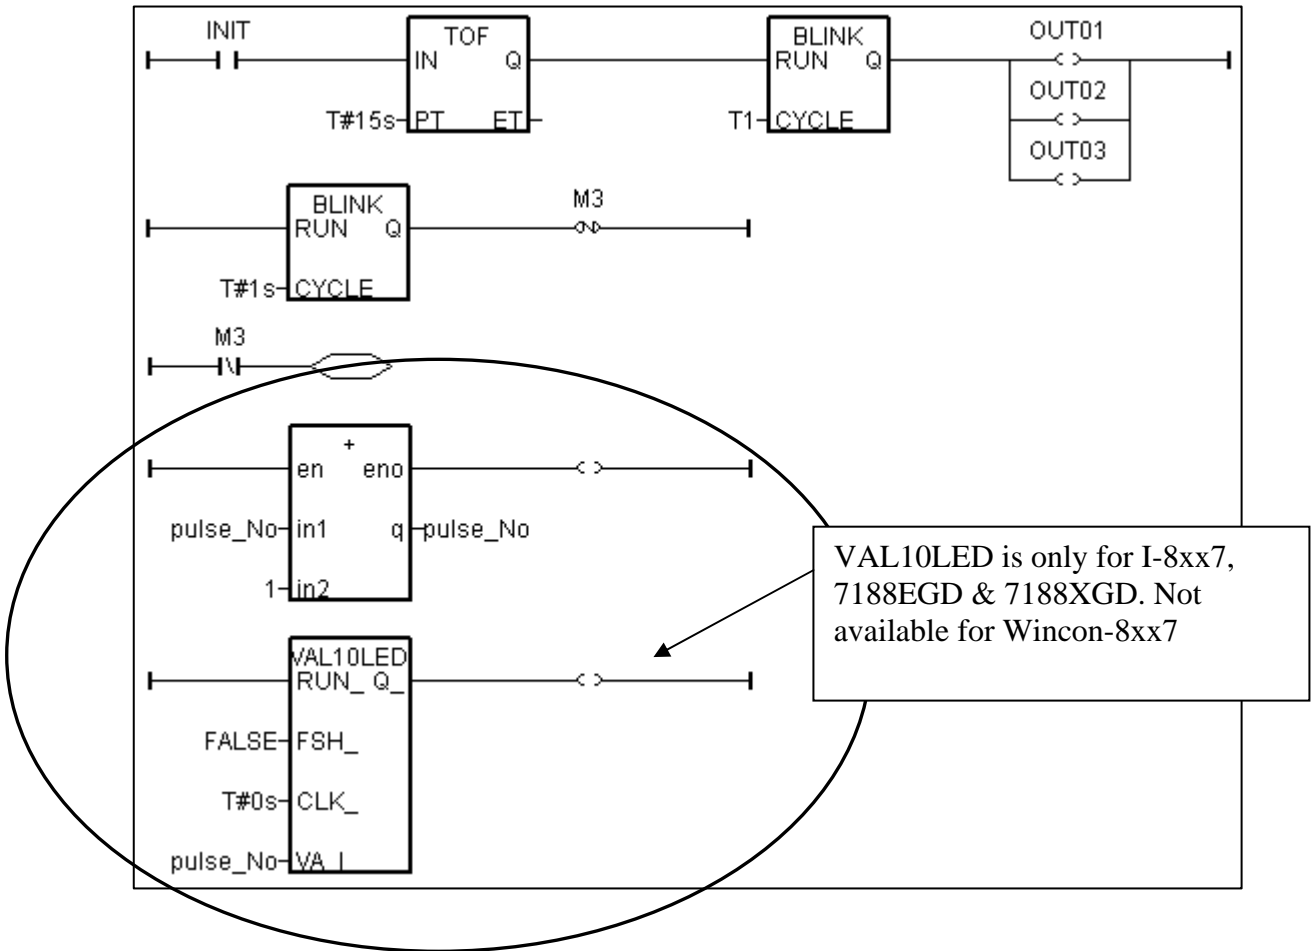 INIT
TOF
BLINK
OUT01
IN Q
RUN Q
OUT02
T#15s PT ET
T1 CYCLE
OUT03
BLINK
M3
RUN Q
T#1s CYCLE
M3
+
en eno
pulse_No in1 q pulse_No
1 in2
VAL10LED is only for I-8xx7,
7188EGD & 7188XGD. Not
available for Wincon-8xx7
VAL10LED
RUN_ Q_
FALSE FSH_
T#0s CLK_
pulse_No VA_I_